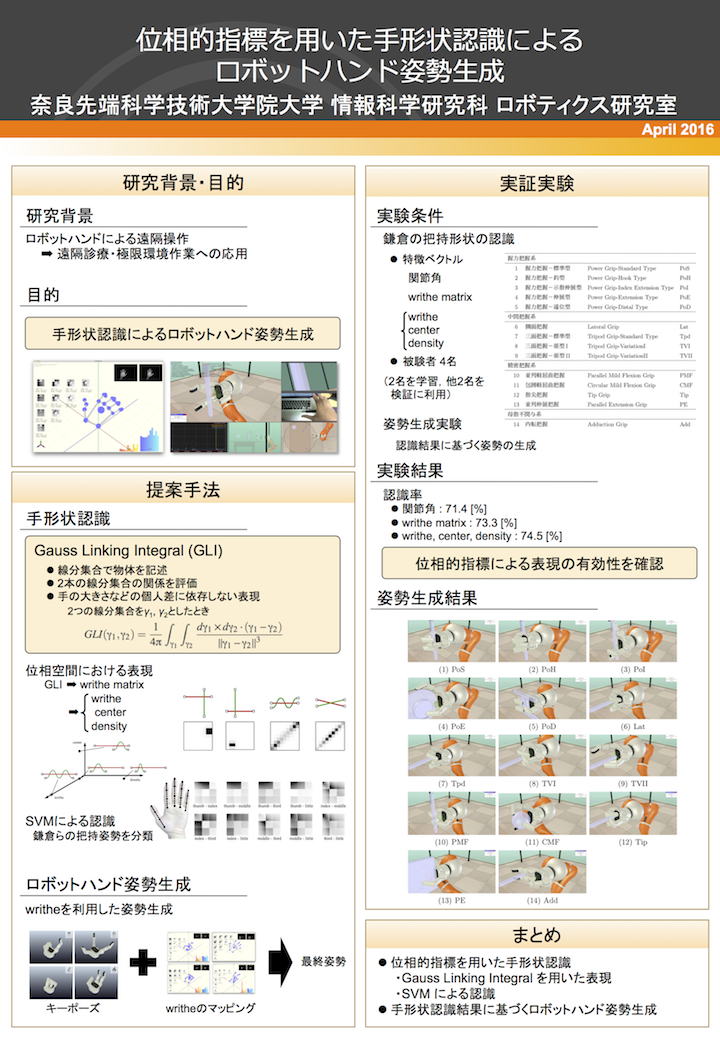 位相的指標を用いた手形状認識による
ロボットハンド姿勢生成
奈良先端科学技術大学院大学 情報科学研究科 ロボティクス研究室
April 2016
研究背景・目的
研究背景
ロボットハンドによる遠隔操作
➡ 遠隔診療・極限環境作業への応用
目的
手形状認識によるロボットハンド姿勢生成
提案手法
手形状認識
Gauss Linking Integral (GLI)
● 線分集合で物体を記述
● 2本の線分集合の関係を評価
● 手の大きさなどの個人差に依存しない表現
2つの線分集合をγ₁, γ₂としたとき
GLI(γ₁,γ₂) = 1/4π ∫γ₁ ∫γ₂ dγ₁×dγ₂·(γ₁−γ₂) / ||γ₁−γ₂||³
位相空間における表現
GLI ➡ writhe matrix
➡ writhe
center
density
SVMによる認識
鎌倉らの把持姿勢を分類
ロボットハンド姿勢生成
writheを利用した姿勢生成
最終姿勢
キーポーズ
writheのマッピング
実証実験
実験条件
鎌倉の把持形状の認識
● 特徴ベクトル
関節角
writhe matrix
writhe
center
density
● 被験者 4名
(2名を学習, 他2名を
検証に利用)
姿勢生成実験
認識結果に基づく姿勢の生成
握力把握系
1 握力把握－標準型 Power Grip-Standard Type PoS
2 握力把握－鈎型 Power Grip-Hook Type PoH
3 握力把握－示指伸展型 Power Grip-Index Extension Type PoI
4 握力把握－伸展型 Power Grip-Extension Type PoE
5 握力把握－遠位型 Power Grip-Distal Type PoD
中間把握系
6 側面把握 Lateral Grip Lat
7 三面把握－標準型 Tripod Grip-Standard Type Tpd
8 三面把握－亜型 I Tripod Grip-VariationI TVI
9 三面把握－亜型 II Tripod Grip-VariationII TVII
精密把握系
10 並列軽屈曲把握 Parallel Mild Flexion Grip PMF
11 包囲軽屈曲把握 Circular Mild Flexion Grip CMF
12 指尖把握 Tip Grip Tip
13 並列伸展把握 Parallel Extension Grip PE
母指不関与系
14 内転把握 Adduction Grip Add
実験結果
認識率
● 関節角 : 71.4 [%]
● writhe matrix : 73.3 [%]
● writhe, center, density : 74.5 [%]
位相的指標による表現の有効性を確認
姿勢生成結果
(1) PoS (2) PoH (3) PoI
(4) PoE (5) PoD (6) Lat
(7) Tpd (8) TVI (9) TVII
(10) PMF (11) CMF (12) Tip
(13) PE (14) Add
まとめ
● 位相的指標を用いた手形状認識
・Gauss Linking Integral を用いた表現
・SVM による認識
● 手形状認識結果に基づくロボットハンド姿勢生成